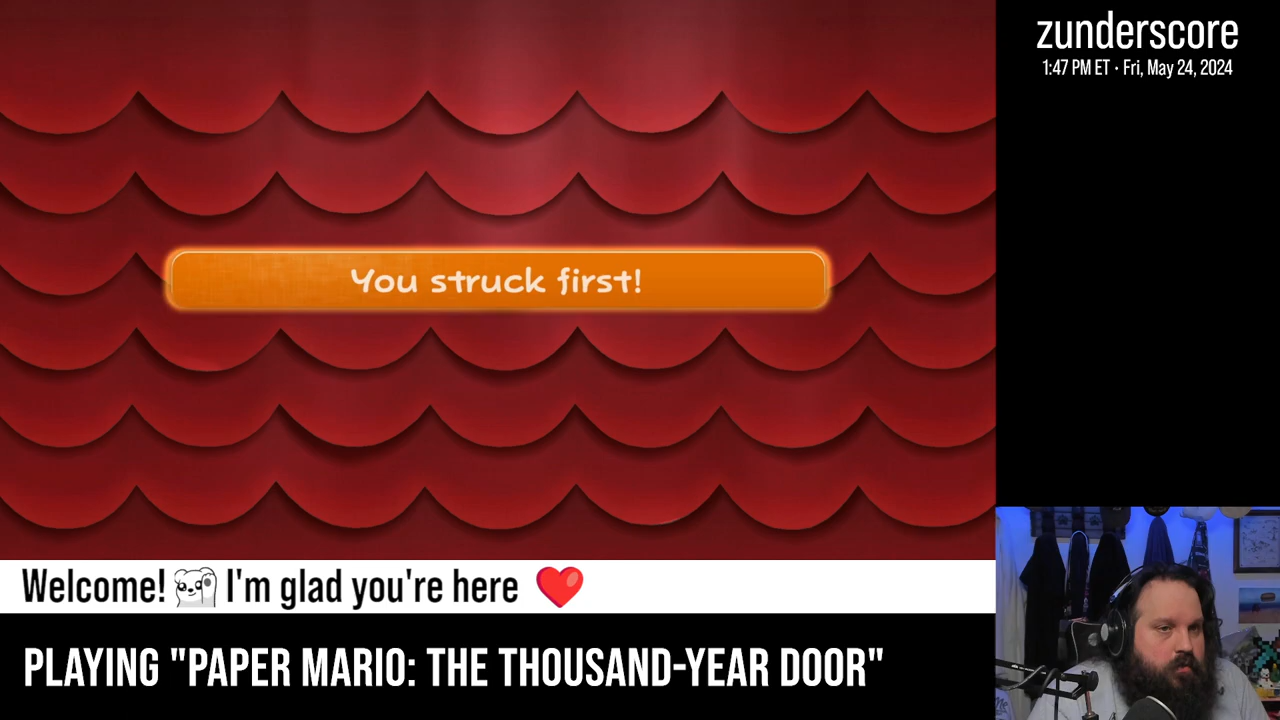 zunderscore
1:47 PM ET · Fri, May 24, 2024
You struck first!
Welcome! I'm glad you're here
PLAYING "PAPER MARIO: THE THOUSAND-YEAR DOOR"